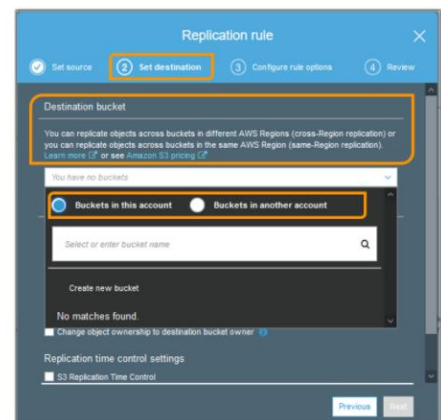 Replication rule
Set source
2 Set destination
3 Configure rule options
4 Review
Destination bucket
You can replicate objects across buckets in different AWS Regions (cross-Region replication) or
you can replicate objects across buckets in the same AWS Region (same-Region replication).
Learn more or see Amazon S3 pricing
You have no buckets
Buckets in this account
Buckets in another account
Select or enter bucket name
Create new bucket
No matches found.
Change object ownership to destination bucket owner
Replication time control settings
S3 Replication Time Control
Previous
Next